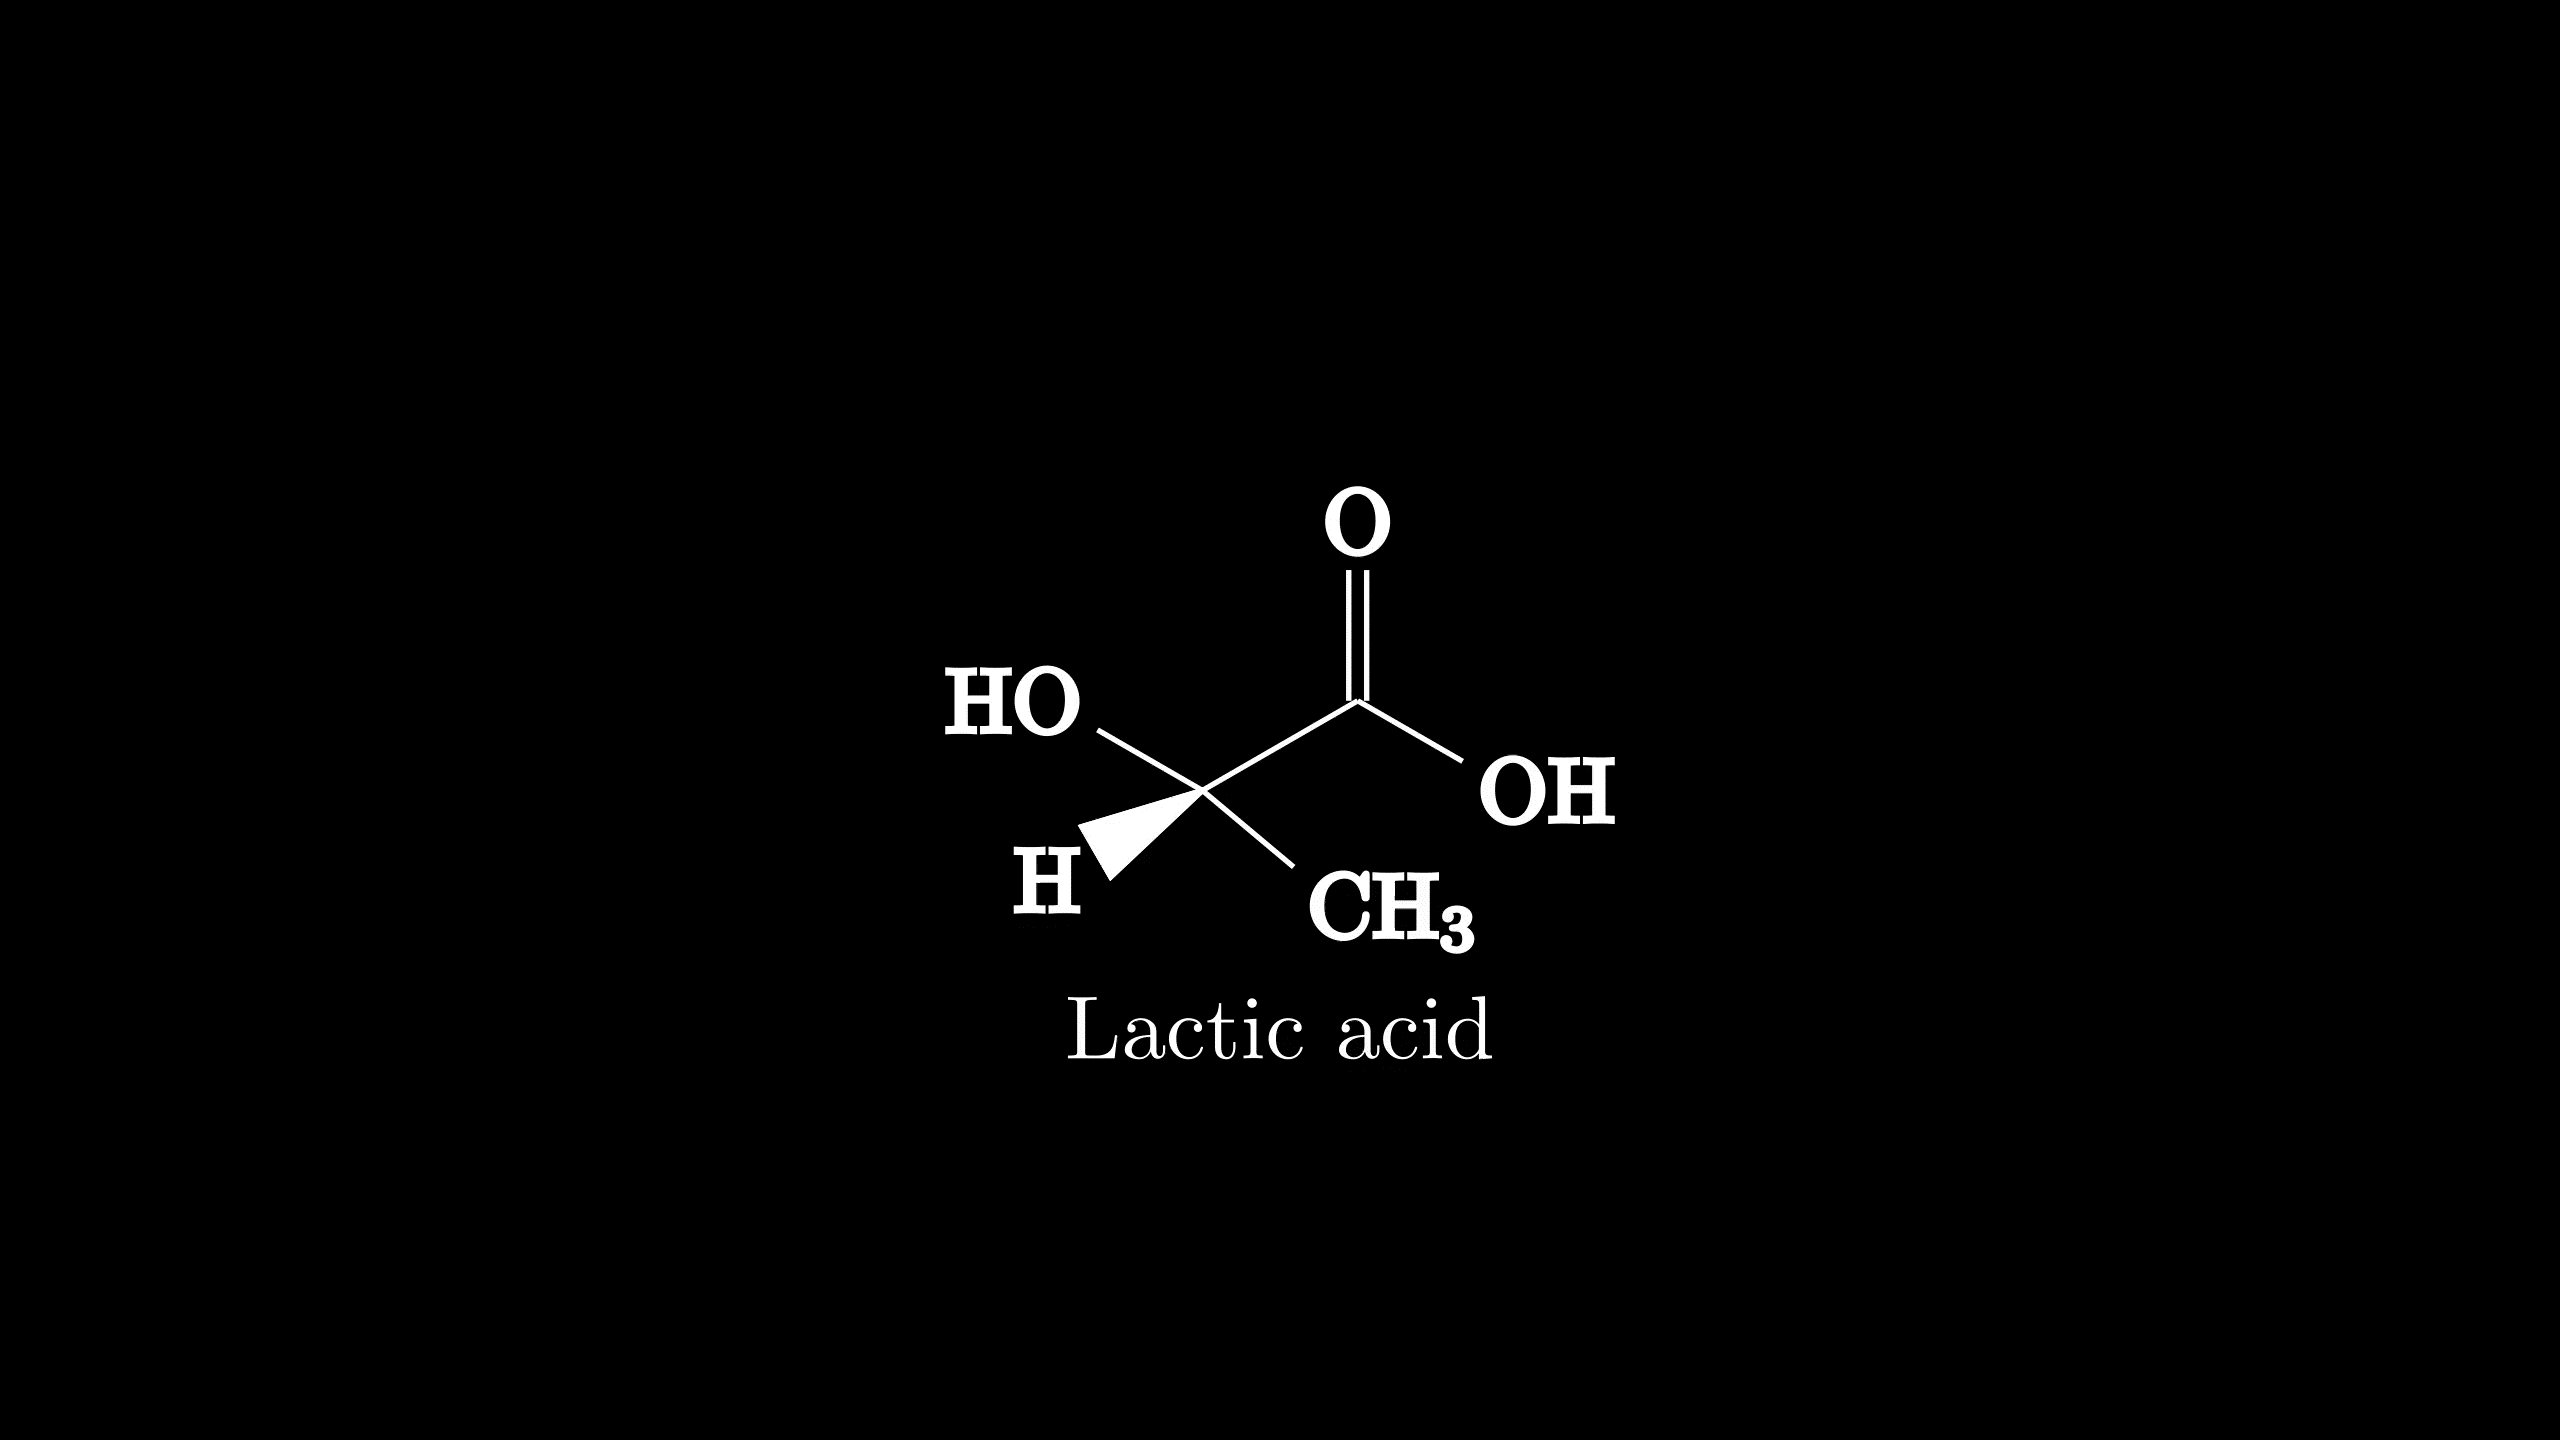 O
HO
OH
H
CH₃
Lactic acid